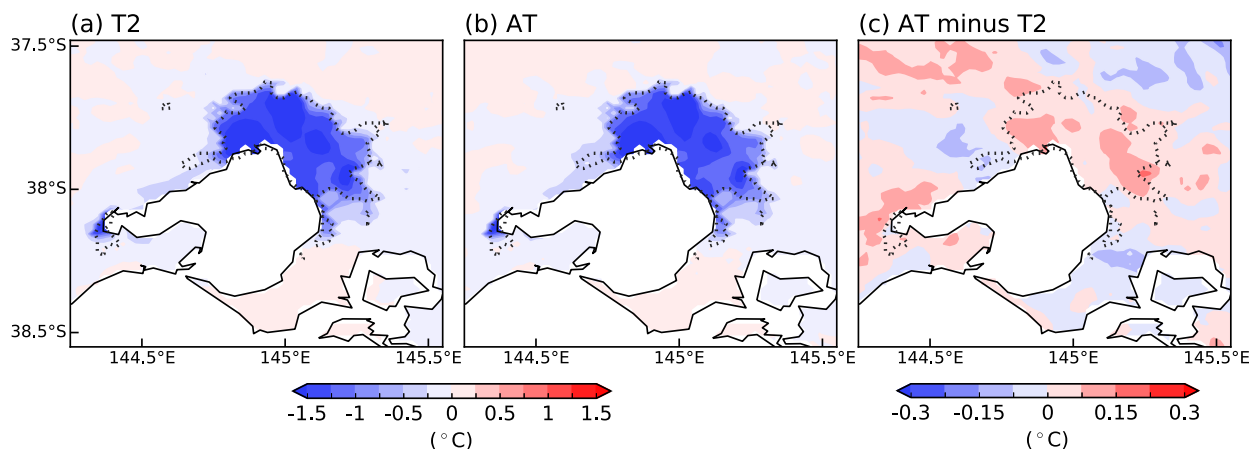 (a) T2
(b) AT
(c) AT minus T2
37.5°S
38°S
38.5°S
144.5°E 145°E 145.5°E
144.5°E 145°E 145.5°E
144.5°E 145°E 145.5°E
-1.5 -1 -0.5 0 0.5 1 1.5
(°C)
-0.3 -0.15 0 0.15 0.3
(°C)